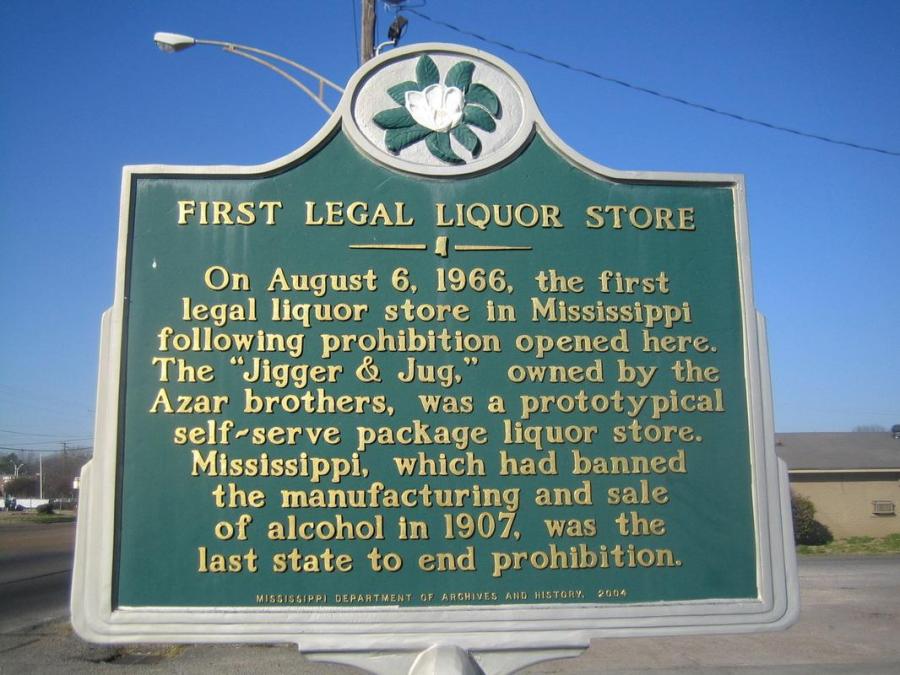 FIRST LEGAL LIQUOR STORE
On August 6, 1966, the first
legal liquor store in Mississippi
following prohibition opened here.
The "Jigger & Jug," owned by the
Azar brothers, was a prototypical
self-serve package liquor store.
Mississippi, which had banned
the manufacturing and sale
of alcohol in 1907, was the
last state to end prohibition.
MISSISSIPPI DEPARTMENT OF ARCHIVES AND HISTORY, 2004